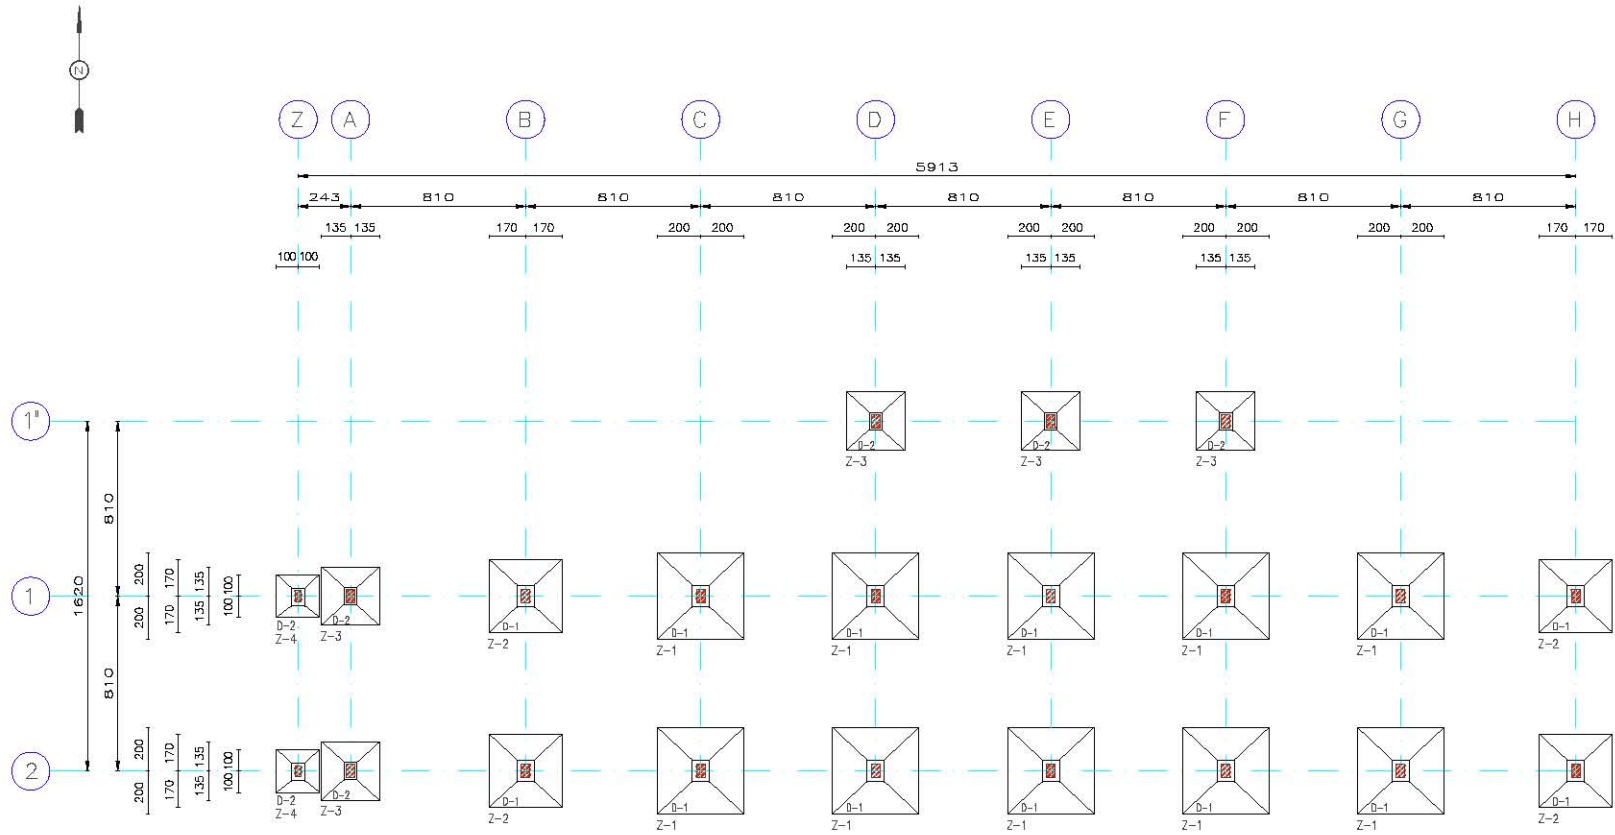 N
Z A B C D E F G H
5913
243 810 810 810 810 810 810 810
135 135 170 170 200 200 200 200 200 200 200 200 200 200 170 170
100 100 135 135 135 135 135 135
1" 
D-2 D-2 D-2
Z-3 Z-3 Z-3
810
1620
1
200 170 135 100
200 170 135 100
D-2 D-2 D-1 D-1 D-1 D-1 D-1 D-1 D-1
Z-4 Z-3 Z-2 Z-1 Z-1 Z-1 Z-1 Z-1 Z-2
810
2
200 170 135 100
200 170 135 100
D-2 D-2 D-1 D-1 D-1 D-1 D-1 D-1 D-1
Z-4 Z-3 Z-2 Z-1 Z-1 Z-1 Z-1 Z-1 Z-2